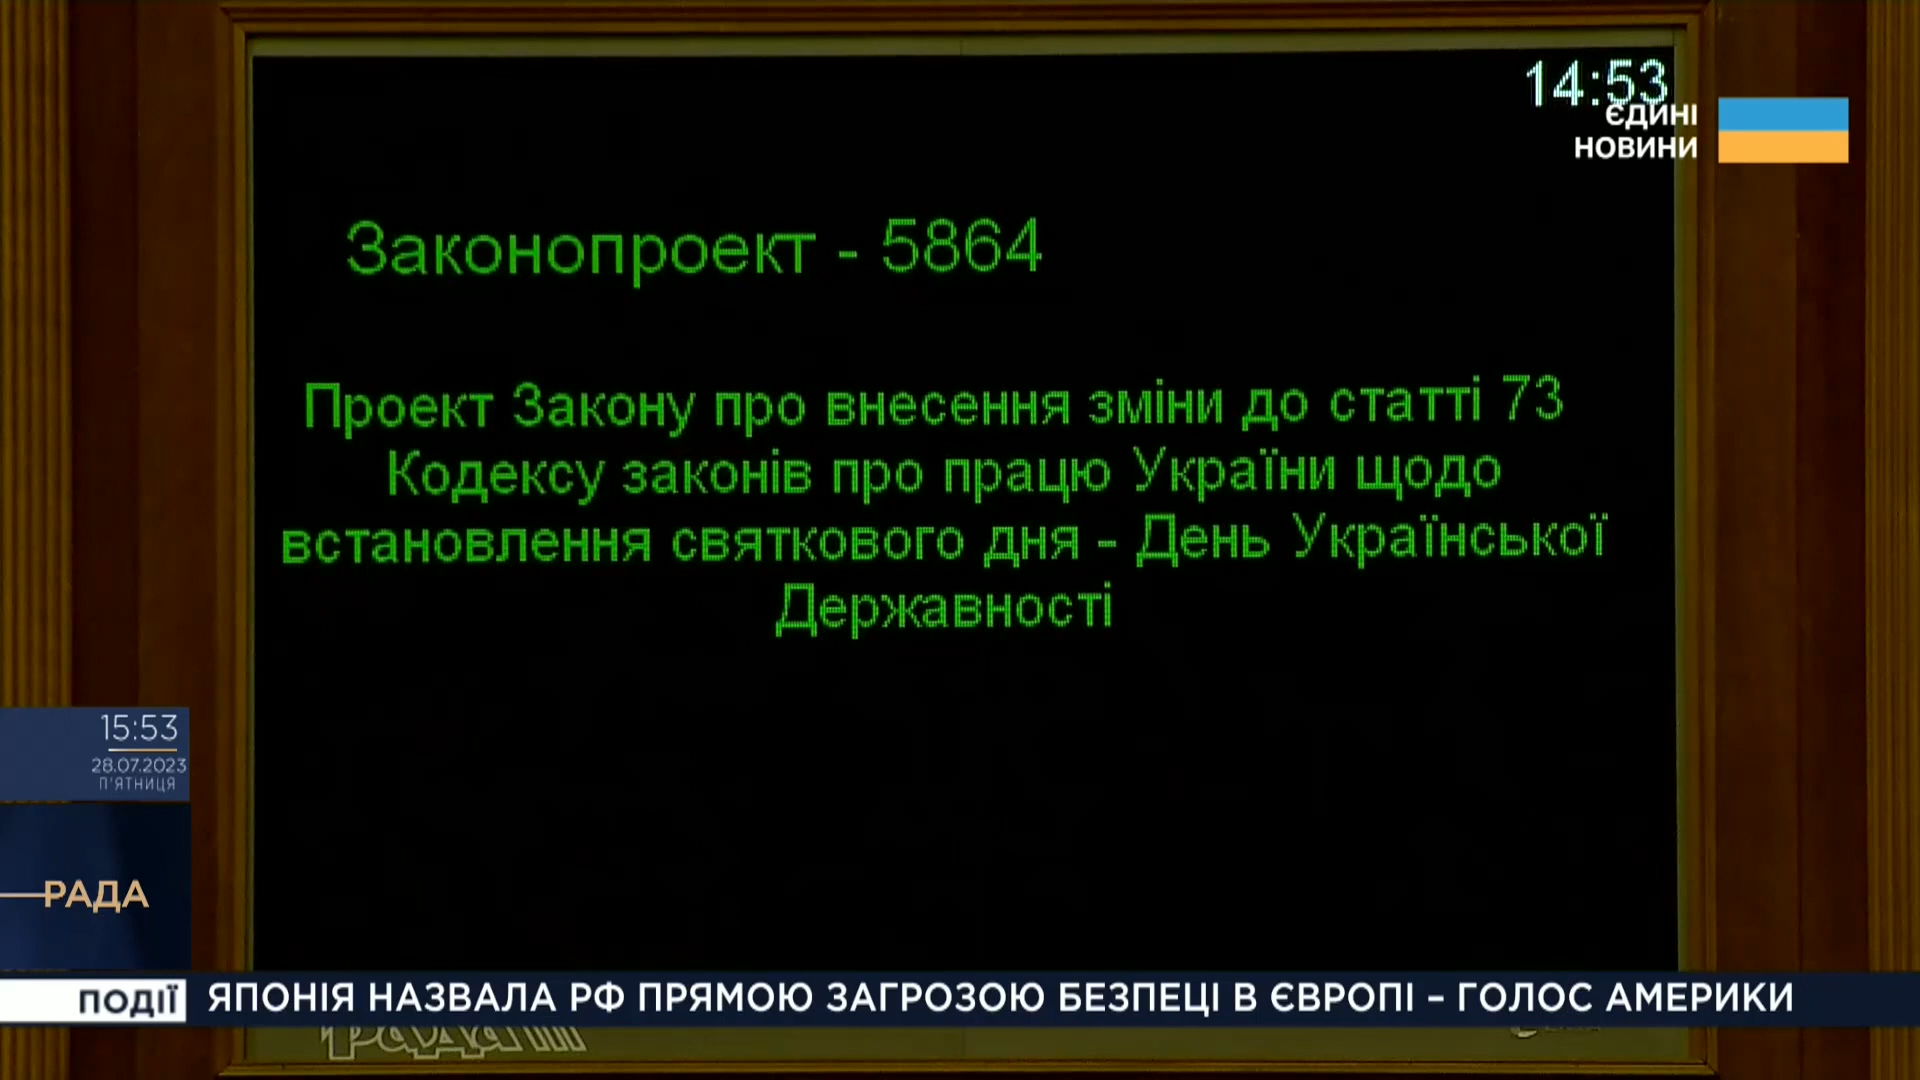 14:53
ЄДИНІ
НОВИНИ
Законопроект - 5864
Проект Закону про внесення зміни до статті 73
Кодексу законів про працю України щодо
встановлення святкового дня - День Української
Державності
15:53
28.07.2023
П'ЯТНИЦЯ
РАДА
ПОДІЇ
ЯПОНІЯ НАЗВАЛА РФ ПРЯМОЮ ЗАГРОЗОЮ БЕЗПЕЦІ В ЄВРОПІ – ГОЛОС АМЕРИКИ